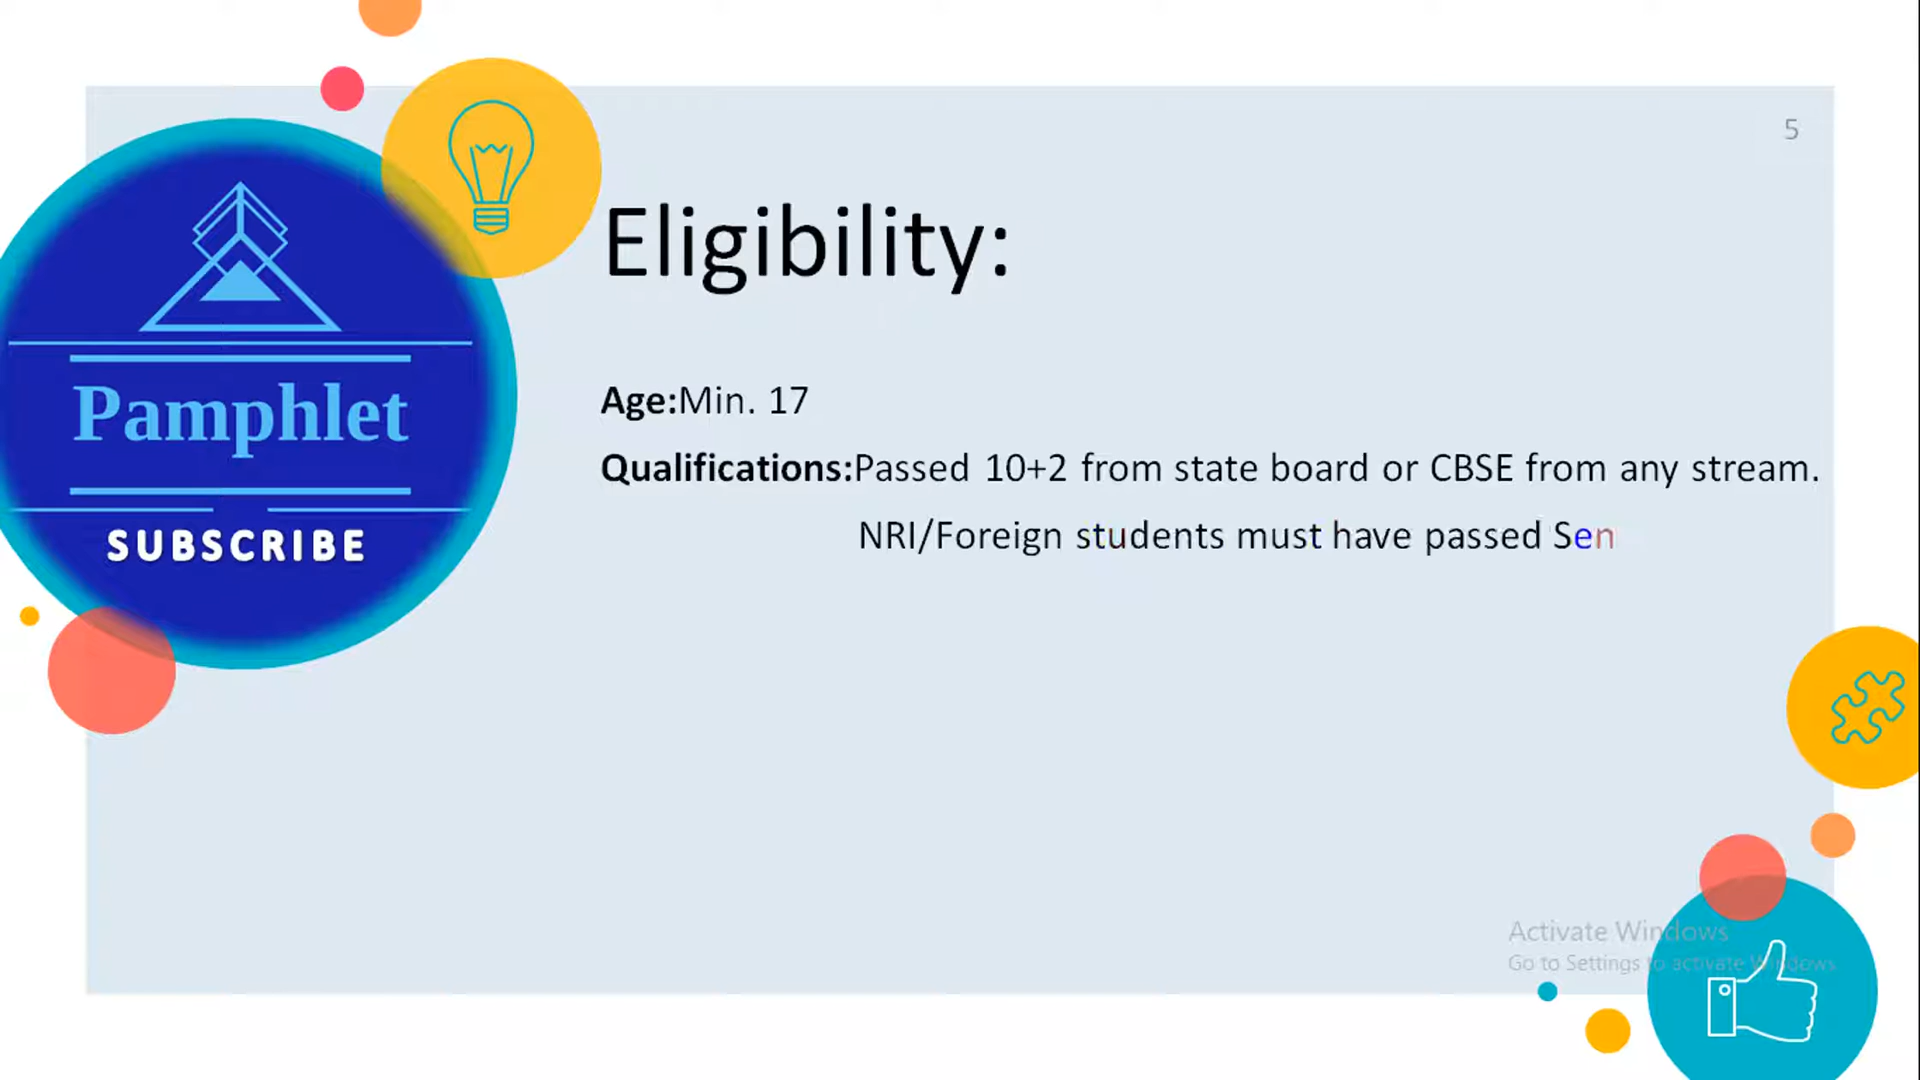 5
Eligibility:
Pamphlet
SUBSCRIBE
Age:Min. 17
Qualifications:Passed 10+2 from state board or CBSE from any stream.
NRI/Foreign students must have passed Sen
Activate Windows
Go to Settings to activate Windows.